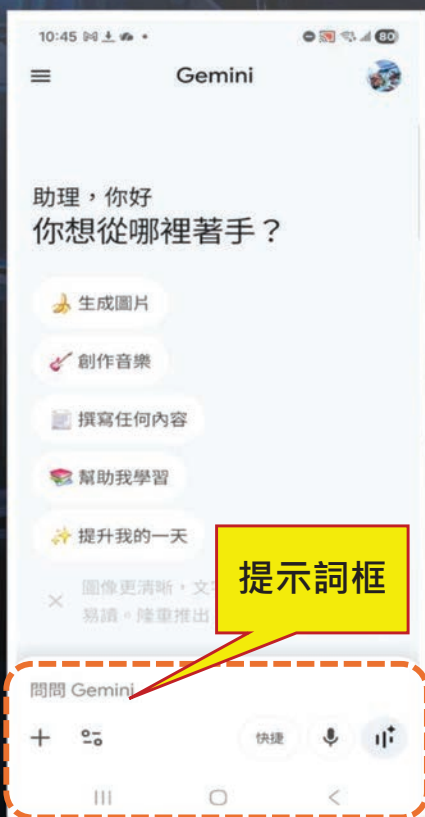 10:45
80
Gemini
助理，你好
你想從哪裡著手？
生成圖片
創作音樂
撰寫任何內容
幫助我學習
提升我的一天
圖像更清晰，文
易讀。隆重推出
提示詞框
問問 Gemini
快捷